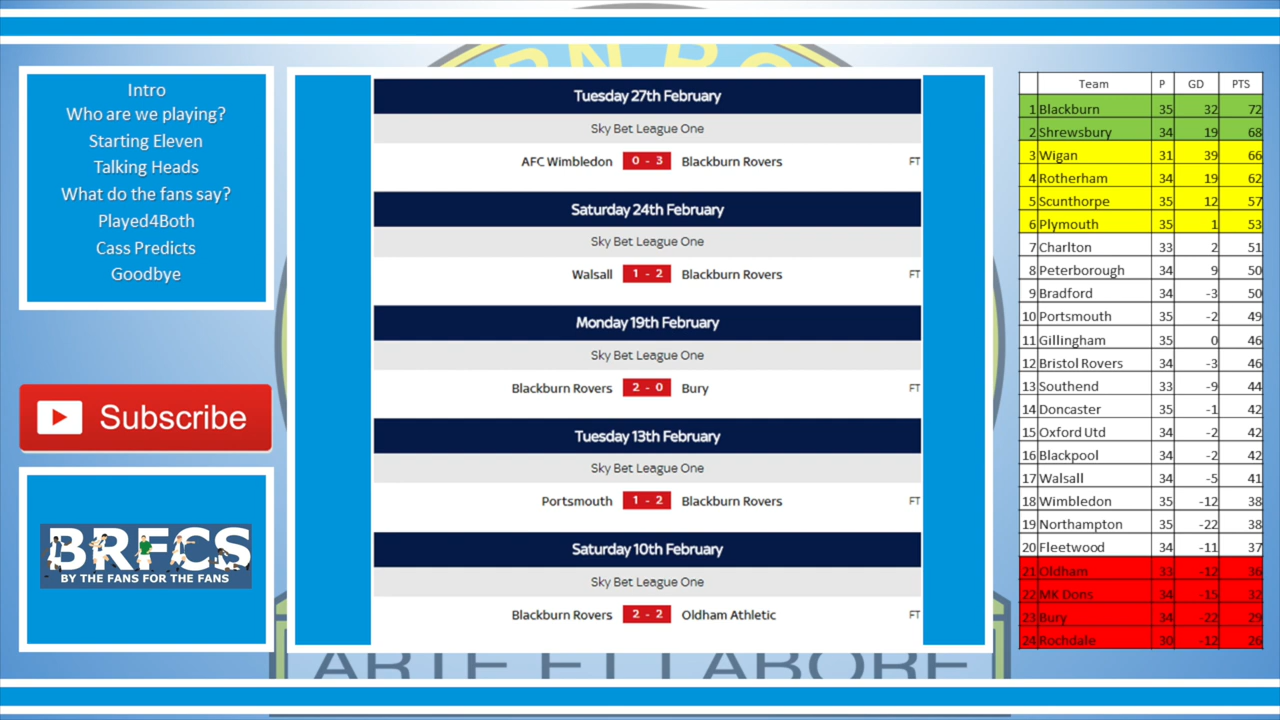 Intro
Who are we playing?
Starting Eleven
Talking Heads
What do the fans say?
Played4Both
Cass Predicts
Goodbye
Subscribe
BRFCS
BY THE FANS FOR THE FANS
RN RO
Tuesday 27th February
Sky Bet League One
AFC Wimbledon 0 - 3 Blackburn Rovers FT
Saturday 24th February
Sky Bet League One
Walsall 1 - 2 Blackburn Rovers FT
Monday 19th February
Sky Bet League One
Blackburn Rovers 2 - 0 Bury FT
Tuesday 13th February
Sky Bet League One
Portsmouth 1 - 2 Blackburn Rovers FT
Saturday 10th February
Sky Bet League One
Blackburn Rovers 2 - 2 Oldham Athletic FT
ARTE ET LABORE
Team P GD PTS
1 Blackburn 35 32 72
2 Shrewsbury 34 19 68
3 Wigan 31 39 66
4 Rotherham 34 19 62
5 Scunthorpe 35 12 57
6 Plymouth 35 1 53
7 Charlton 33 2 51
8 Peterborough 34 9 50
9 Bradford 34 -3 50
10 Portsmouth 35 -2 49
11 Gillingham 35 0 46
12 Bristol Rovers 34 -3 46
13 Southend 33 -9 44
14 Doncaster 35 -1 42
15 Oxford Utd 34 -2 42
16 Blackpool 34 -2 42
17 Walsall 34 -5 41
18 Wimbledon 35 -12 38
19 Northampton 35 -22 38
20 Fleetwood 34 -11 37
21 Oldham 33 -12 36
22 MK Dons 34 -15 32
23 Bury 34 -22 29
24 Rochdale 30 -12 26